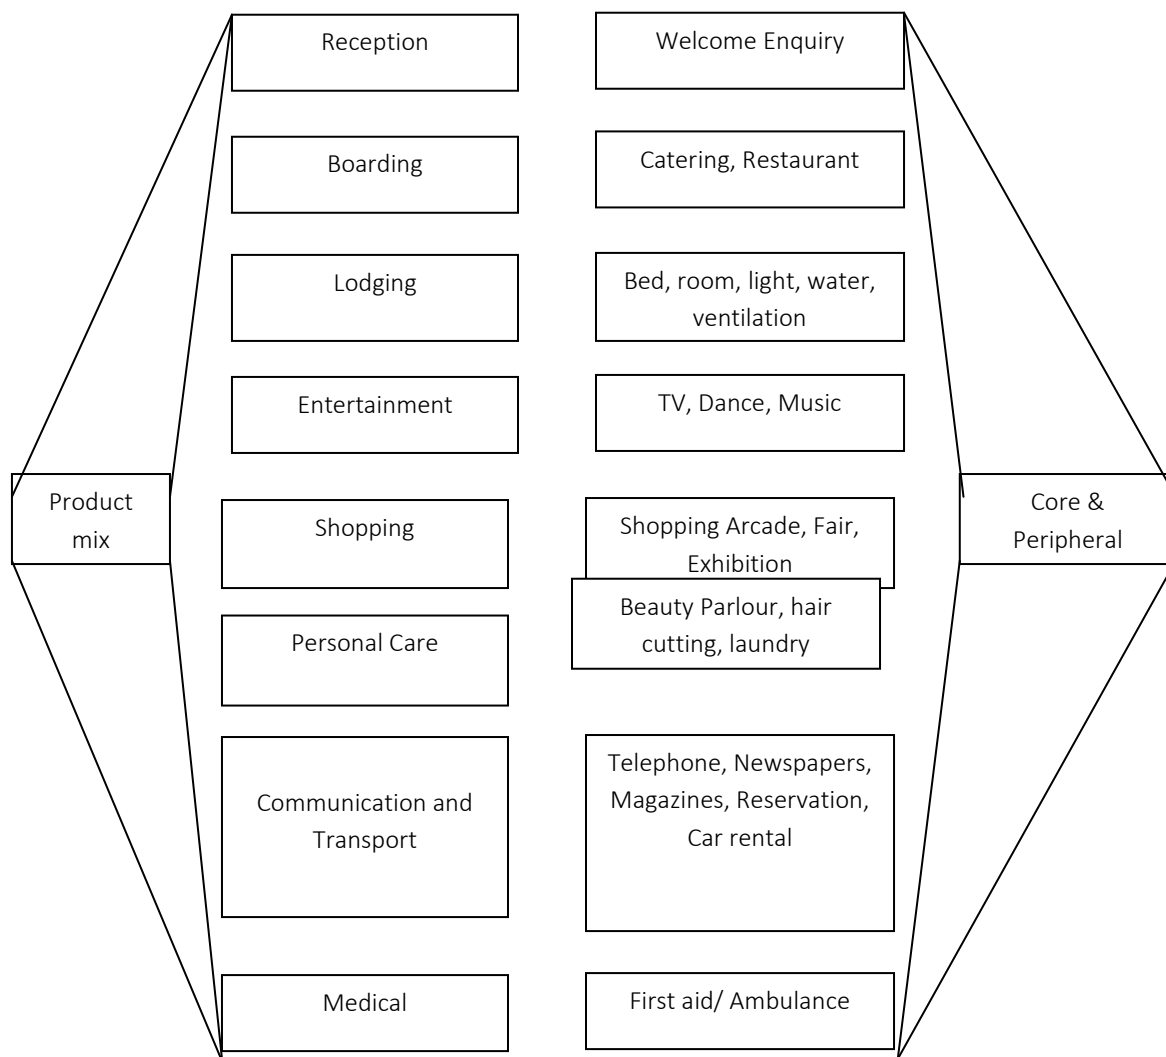 Reception
Welcome Enquiry
Boarding
Catering, Restaurant
Lodging
Bed, room, light, water,
ventilation
Entertainment
TV, Dance, Music
Product
mix
Shopping
Shopping Arcade, Fair,
Exhibition
Core &
Peripheral
Personal Care
Beauty Parlour, hair
cutting, laundry
Communication and
Transport
Telephone, Newspapers,
Magazines, Reservation,
Car rental
Medical
First aid/ Ambulance